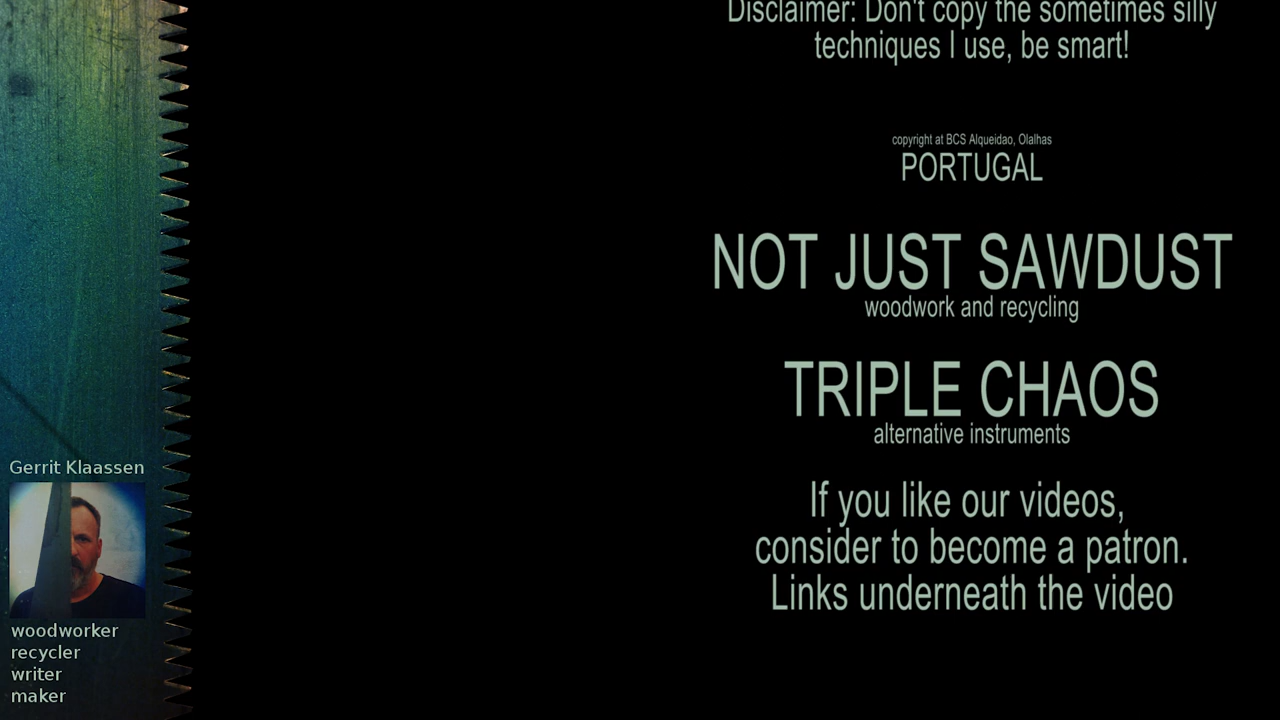 Disclaimer: Don't copy the sometimes silly
techniques I use, be smart!
copyright at BCS Alqueidao, Olalhas
PORTUGAL
NOT JUST SAWDUST
woodwork and recycling
TRIPLE CHAOS
alternative instruments
If you like our videos,
consider to become a patron.
Links underneath the video
Gerrit Klaassen
woodworker
recycler
writer
maker